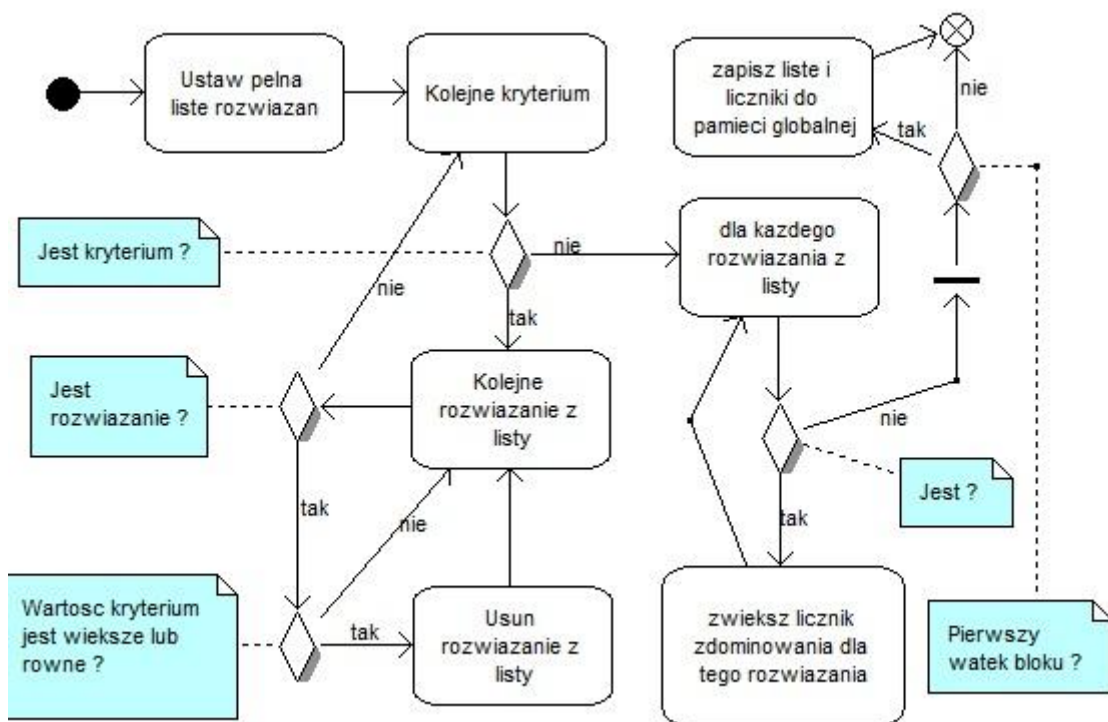 Ustaw pelna
liste rozwiazan
Kolejne kryterium
zapisz liste i
liczniki do
pamieci globalnej
nie
tak
Jest kryterium ?
nie
nie
tak
dla kazdego
rozwiazania z
listy
Jest
rozwiazanie ?
Kolejne
rozwiazanie z
listy
nie
Jest ?
tak
nie
tak
Wartosc kryterium
jest wieksze lub
rowne ?
tak
Usun
rozwiazanie z
listy
zwieksz licznik
zdominowania dla
tego rozwiazania
Pierwszy
watek bloku ?